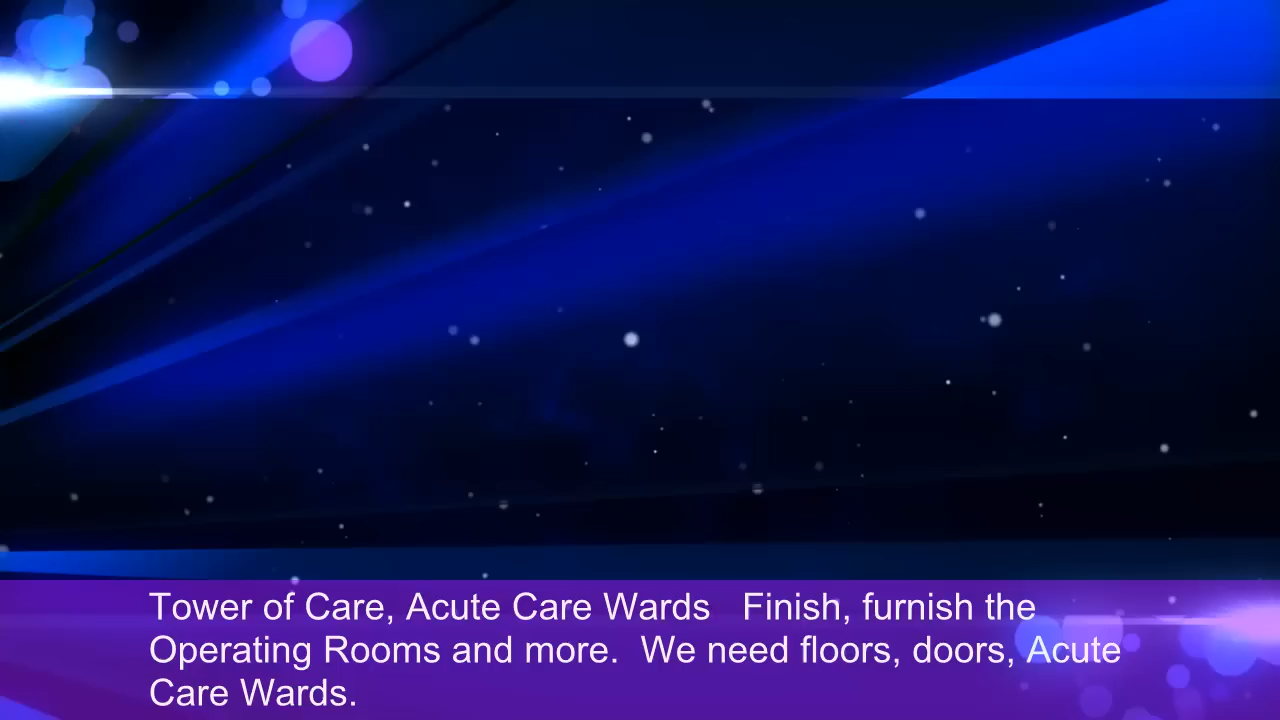 Tower of Care, Acute Care Wards   Finish, furnish the
Operating Rooms and more.  We need floors, doors, Acute
Care Wards.